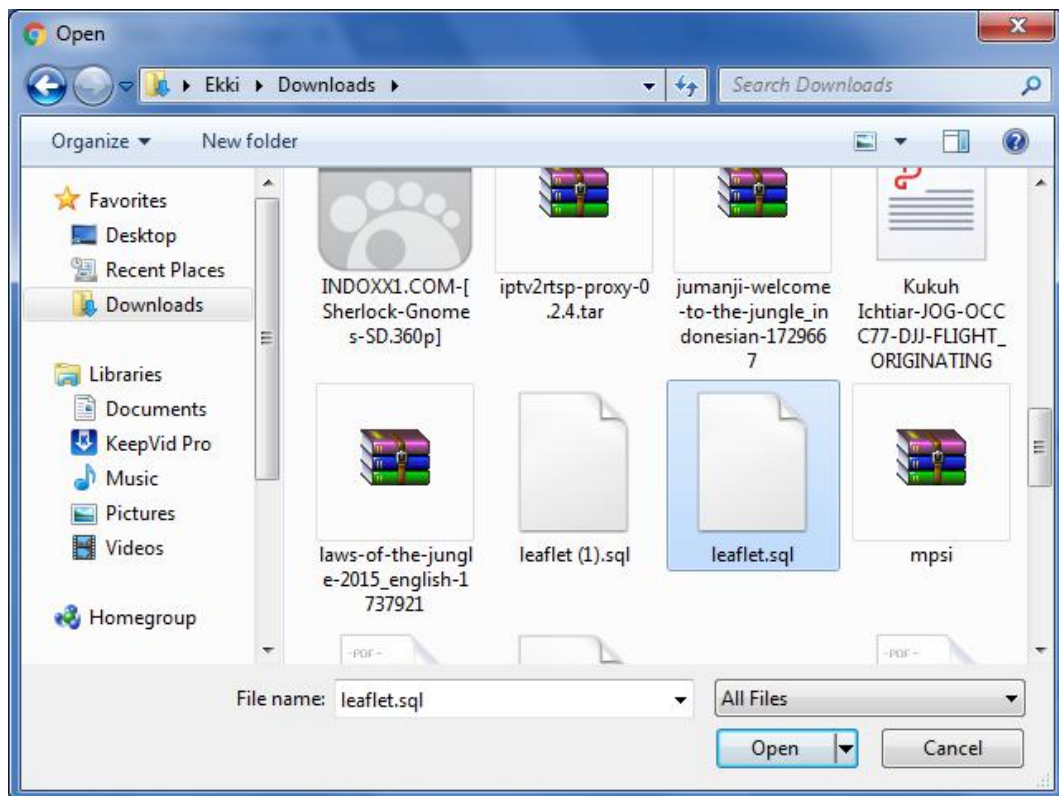 Open
Ekki
Downloads
Search Downloads
Organize
New folder
Favorites
Desktop
Recent Places
Downloads
Libraries
Documents
KeepVid Pro
Music
Pictures
Videos
Homegroup
INDOXX1.COM-[
Sherlock-Gnome
s-SD.360p]
iptv2rtsp-proxy-0
.2.4.tar
jumanji-welcome
-to-the-jungle_in
donesian-172966
7
Kukuh
Ichtiar-JOG-OCC
C77-DJJ-FLIGHT_
ORIGINATING
laws-of-the-jungl
e-2015_english-1
737921
leaflet (1).sql
leaflet.sql
mpsi
-PDF-
-PDF-
File name:
leaflet.sql
All Files
Open
Cancel